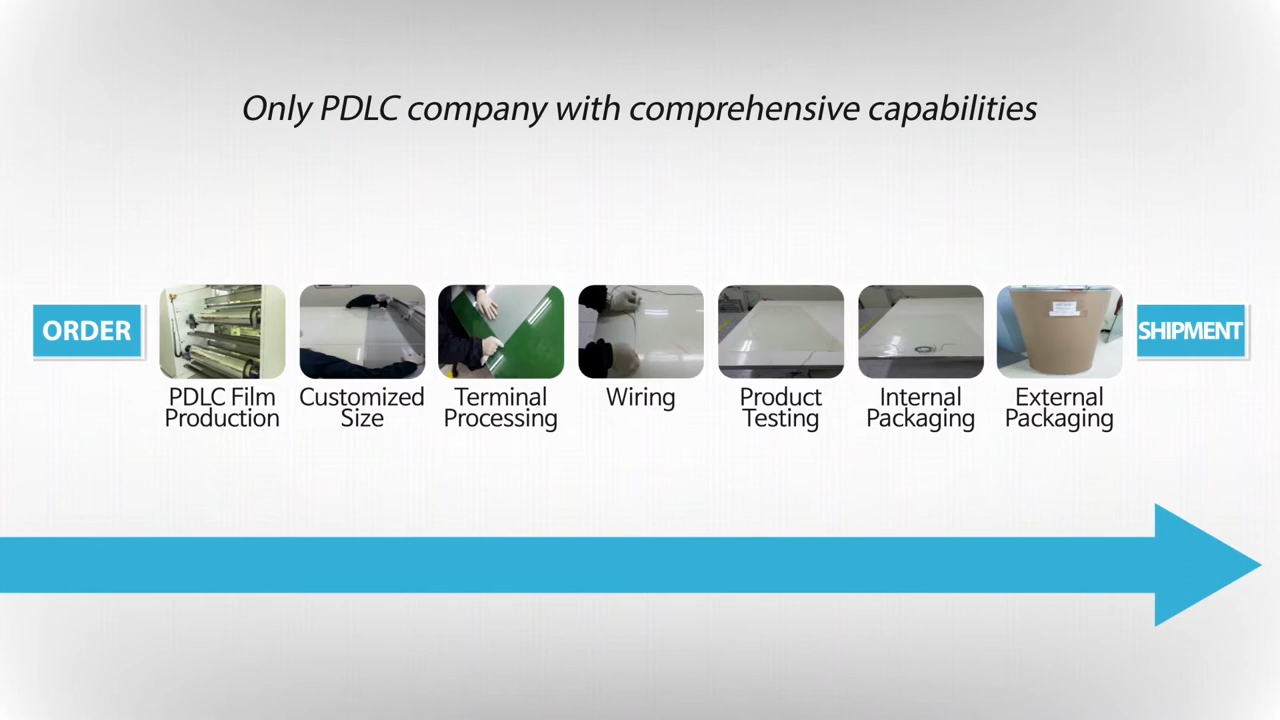 Only PDLC company with comprehensive capabilities
ORDER
PDLC Film
Production
Customized
Size
Terminal
Processing
Wiring
Product
Testing
Internal
Packaging
External
Packaging
SHIPMENT